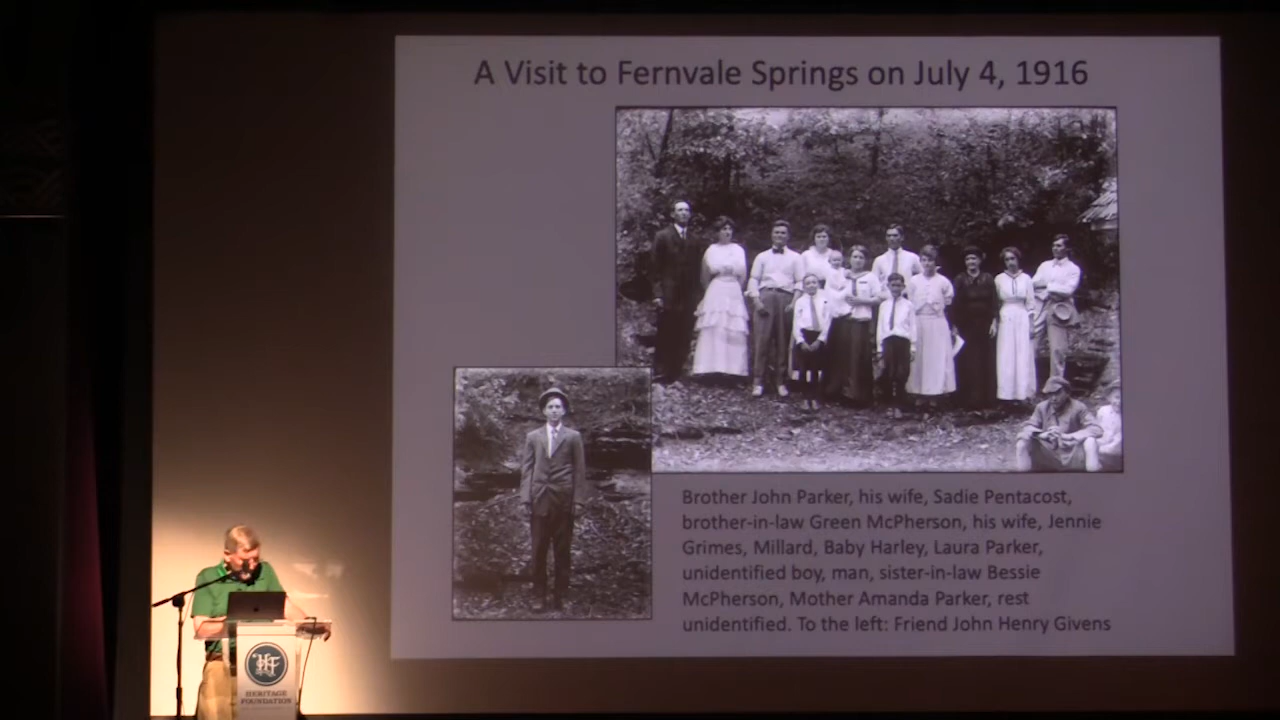 A Visit to Fernvale Springs on July 4, 1916
Brother John Parker, his wife, Sadie Pentacost,
brother-in-law Green McPherson, his wife, Jennie
Grimes, Millard, Baby Harley, Laura Parker,
unidentified boy, man, sister-in-law Bessie
McPherson, Mother Amanda Parker, rest
unidentified. To the left: Friend John Henry Givens
HF
HERITAGE
FOUNDATION